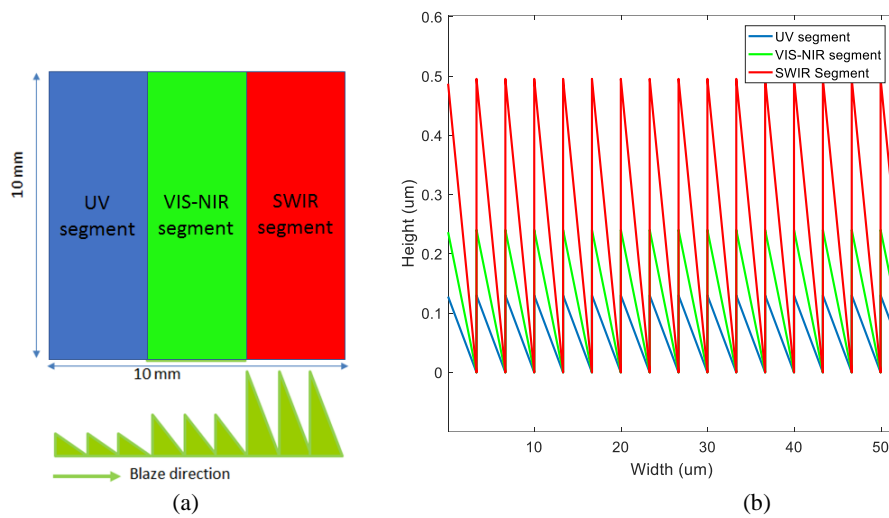 10 mm
UV
segment
VIS-NIR
segment
SWIR
segment
10 mm
Blaze direction
(a)
0.6
0.5
0.4
0.3
0.2
0.1
0
Height (um)
UV segment
VIS-NIR segment
SWIR Segment
10 20 30 40 50
Width (um)
(b)